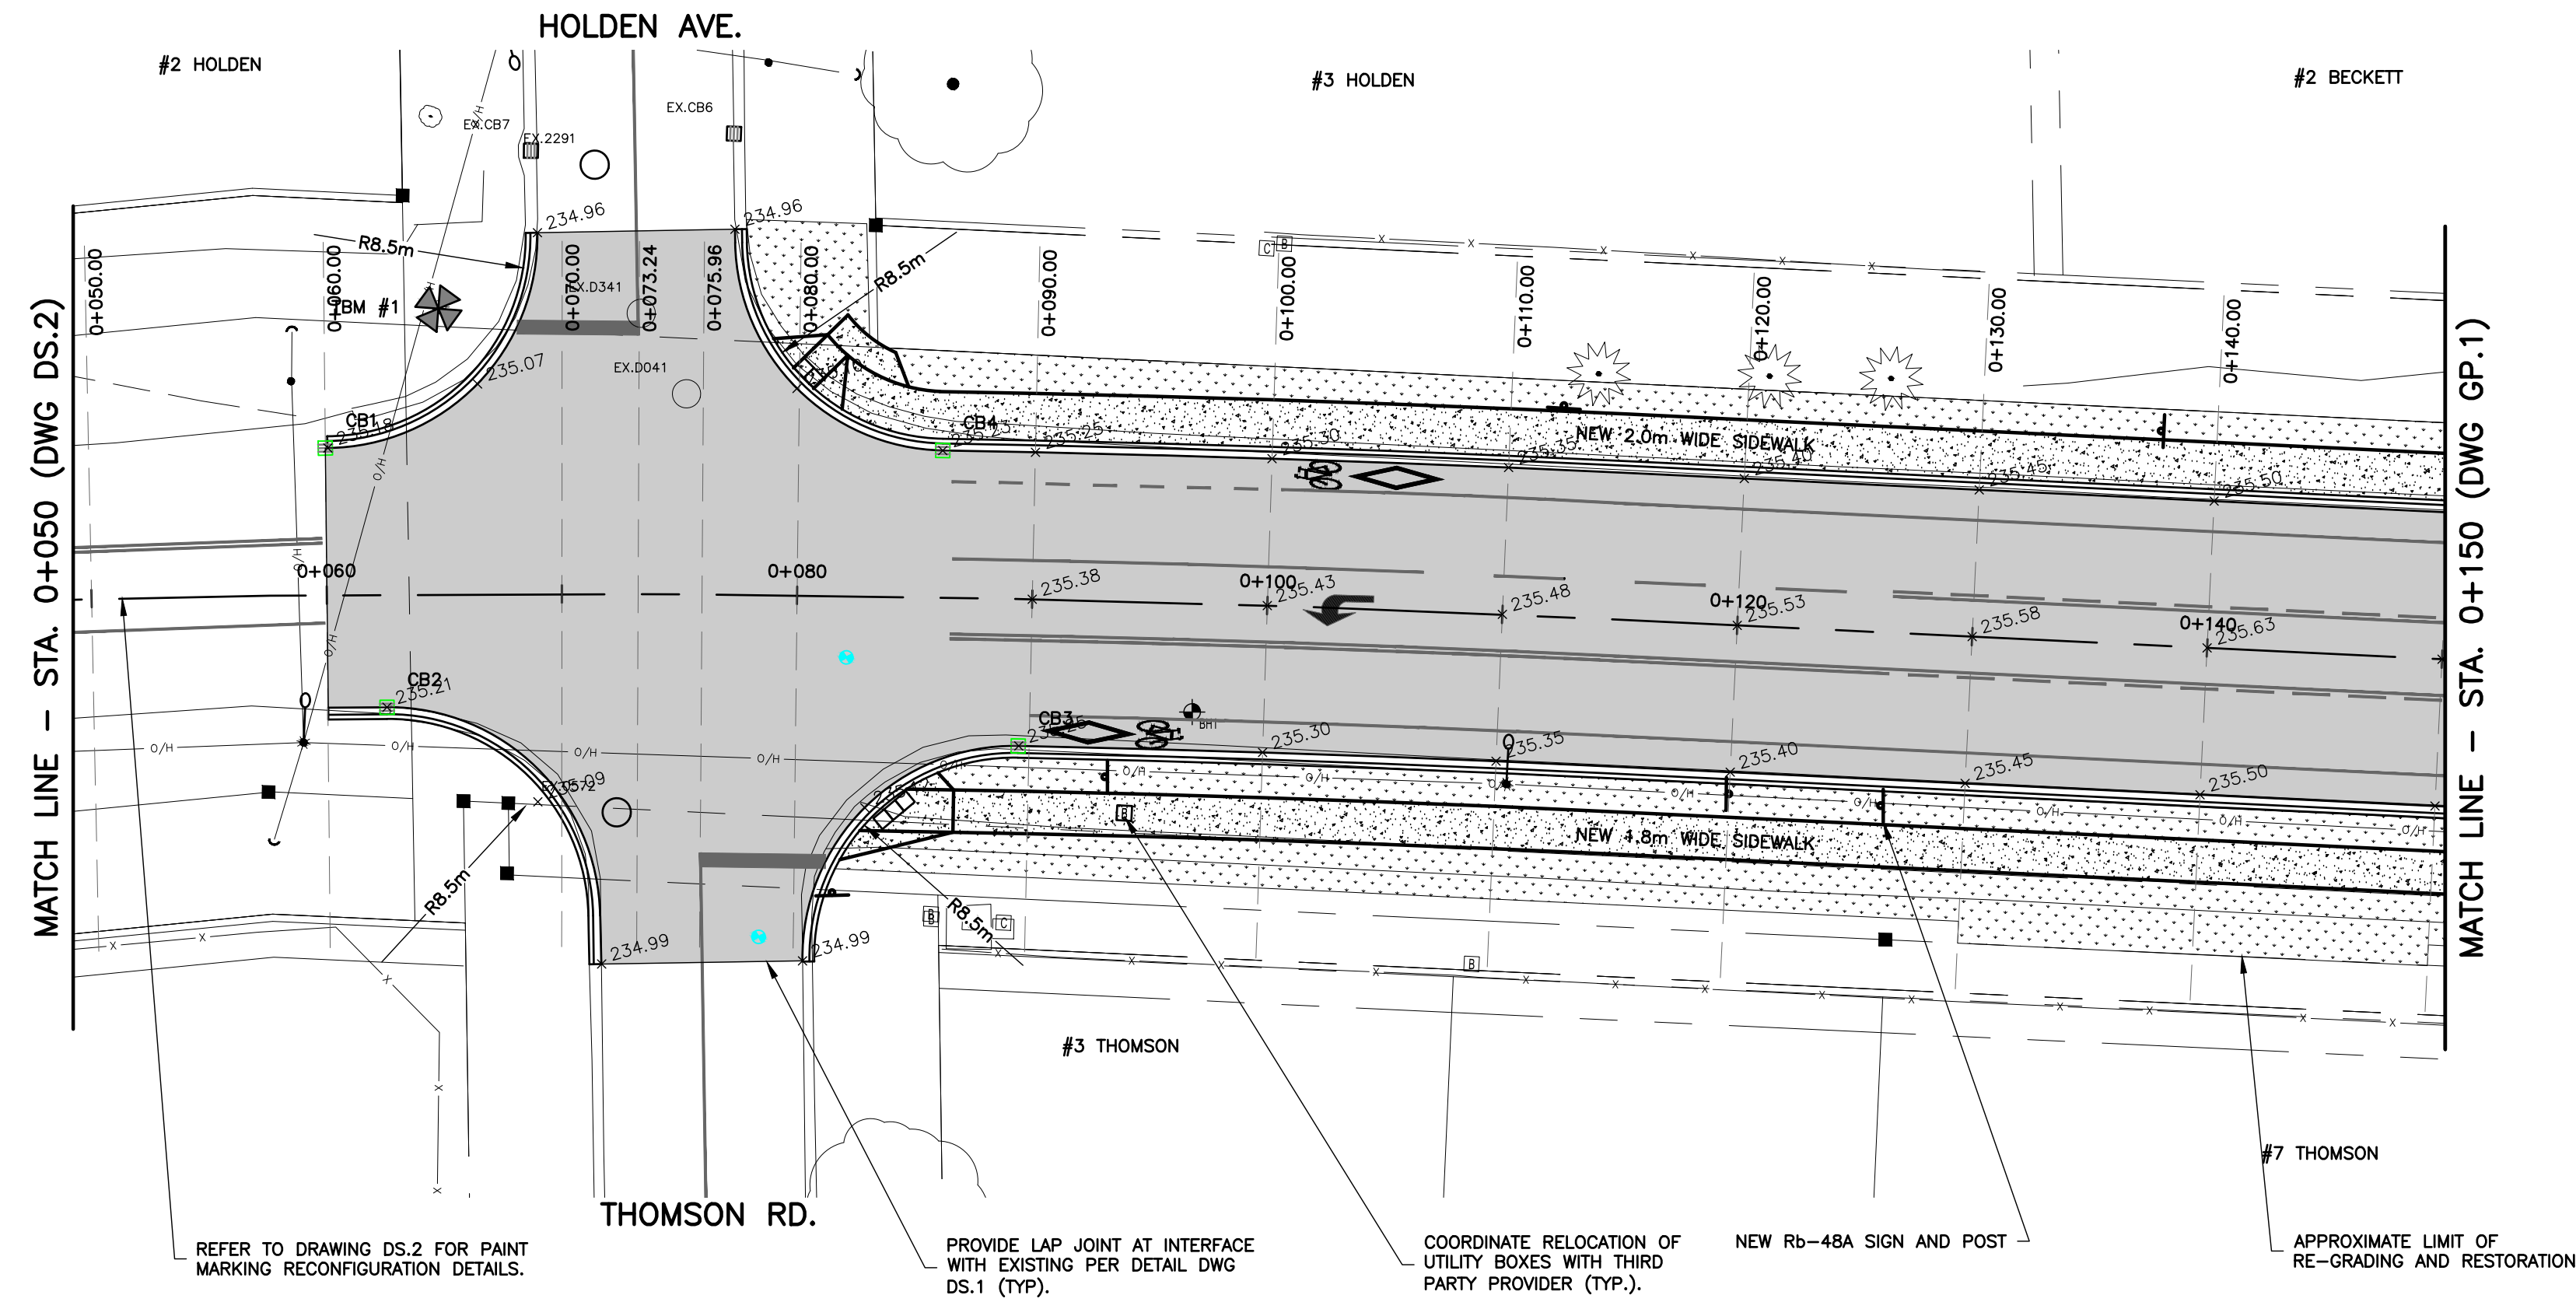 HOLDEN AVE.
#2 HOLDEN
#3 HOLDEN
#2 BECKETT
EX.CB7
EX.2291
EX.CB6
O/H
234.96
234.96
R8.5m
R8.5m
0+050.00
0+060.00
0+070.00
0+073.24
0+075.96
0+080.00
0+090.00
0+100.00
0+110.00
0+120.00
0+130.00
0+140.00
C
B
TBM #1
EX.D341
EX.D041
235.07
CB1
235.18
CB4
235.25
235.30
235.35
235.40
235.45
235.50
NEW 2.0m WIDE SIDEWALK
MATCH LINE – STA. 0+050 (DWG DS.2)
MATCH LINE – STA. 0+150 (DWG GP.1)
0+060
0+080
0+100
0+120
0+140
235.38
235.43
235.48
235.53
235.58
235.63
CB2
235.21
CB3
BH1
235.30
235.35
235.40
235.45
235.50
O/H
O/H
O/H
O/H
O/H
O/H
O/H
B
NEW 1.8m WIDE SIDEWALK
R8.5m
R8.5m
B
C
B
234.99
234.99
#3 THOMSON
#7 THOMSON
THOMSON RD.
REFER TO DRAWING DS.2 FOR PAINT
MARKING RECONFIGURATION DETAILS.
PROVIDE LAP JOINT AT INTERFACE
WITH EXISTING PER DETAIL DWG
DS.1 (TYP).
COORDINATE RELOCATION OF
UTILITY BOXES WITH THIRD
PARTY PROVIDER (TYP.).
NEW Rb–48A SIGN AND POST
APPROXIMATE LIMIT OF
RE–GRADING AND RESTORATION